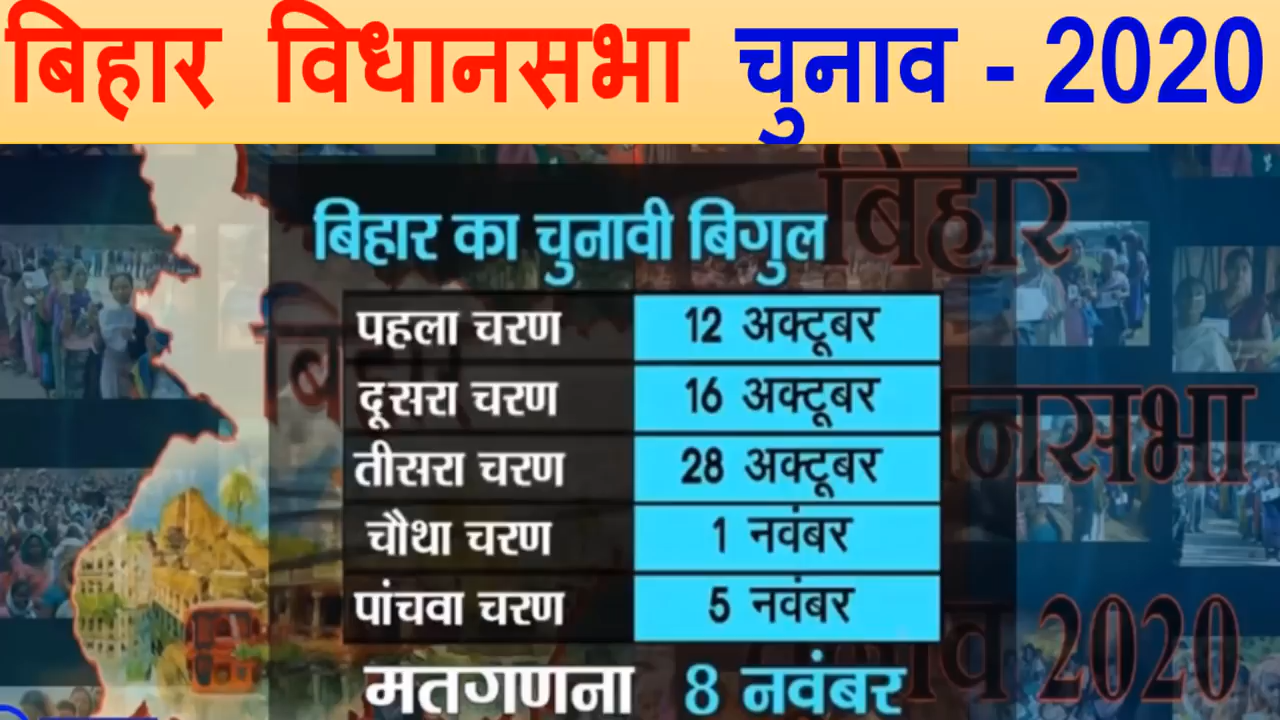 बिहार विधानसभा चुनाव - 2020
बिहार
बिहार का चुनावी बिगुल
पहला चरण 12 अक्टूबर
दूसरा चरण 16 अक्टूबर
तीसरा चरण 28 अक्टूबर
चौथा चरण 1 नवंबर
पांचवा चरण 5 नवंबर
2020
मतगणना 8 नवंबर